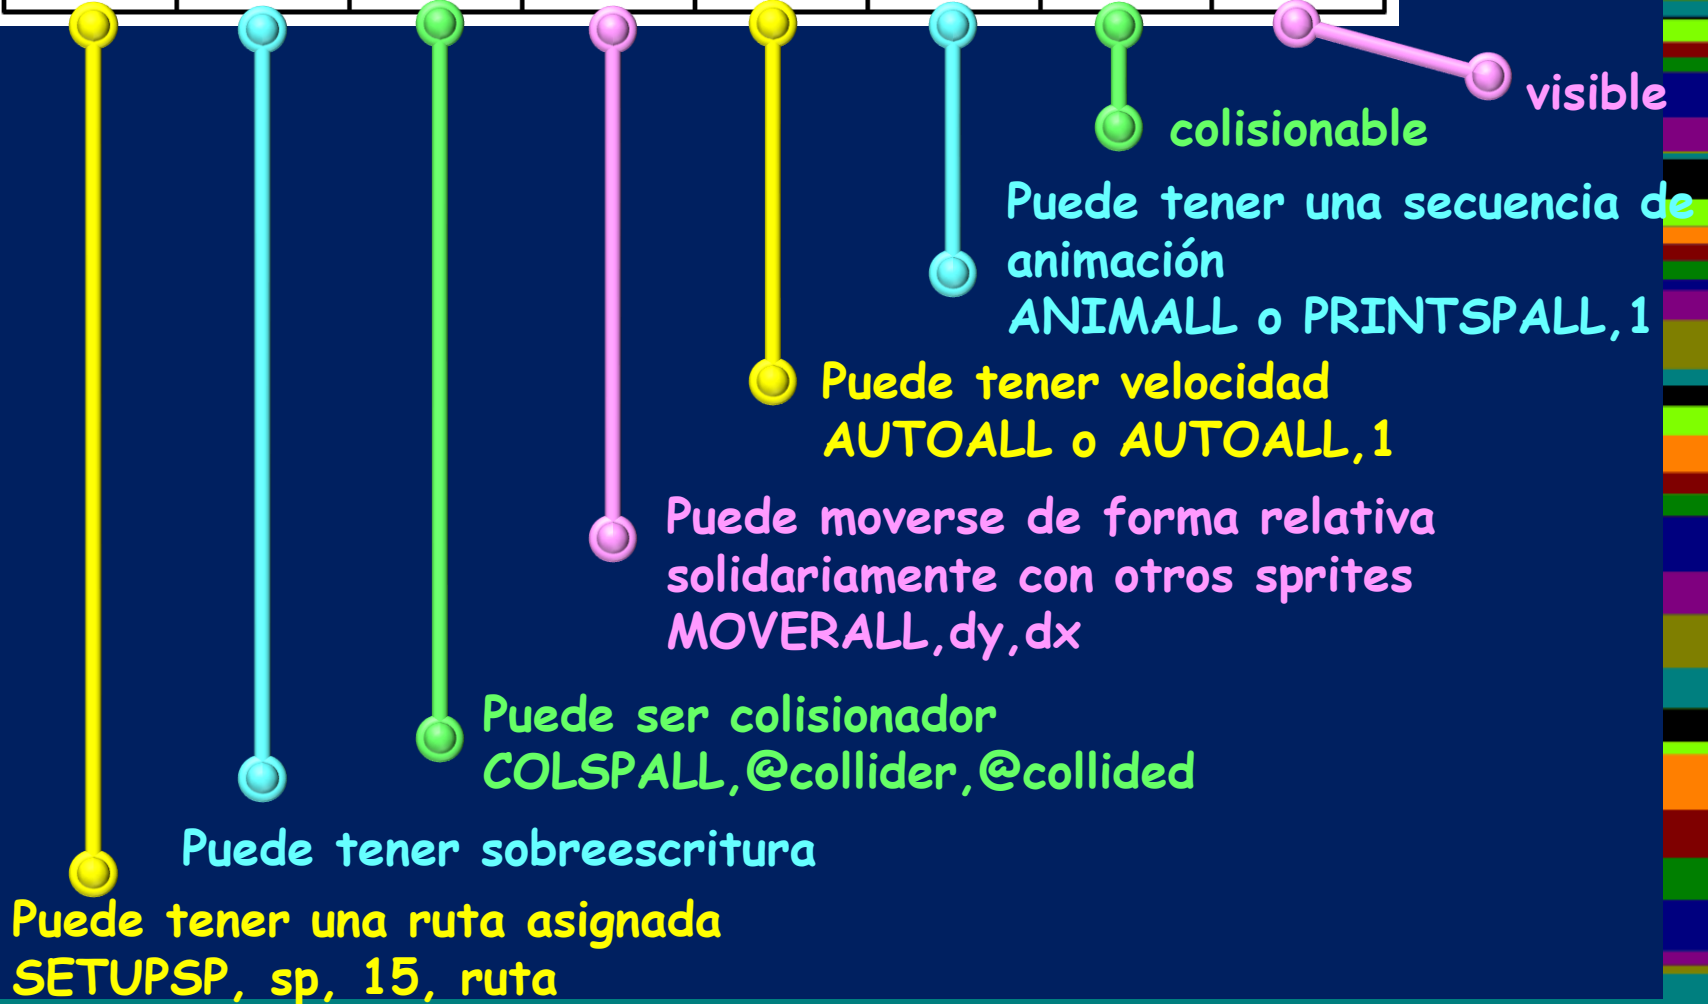 visible
colisionable
Puede tener una secuencia de
animación
ANIMALL o PRINTSPALL,1
Puede tener velocidad
AUTOALL o AUTOALL,1
Puede moverse de forma relativa
solidariamente con otros sprites
MOVERALL,dy,dx
Puede ser colisionador
COLSPALL,@collider,@collided
Puede tener sobreescritura
Puede tener una ruta asignada
SETUPSP, sp, 15, ruta